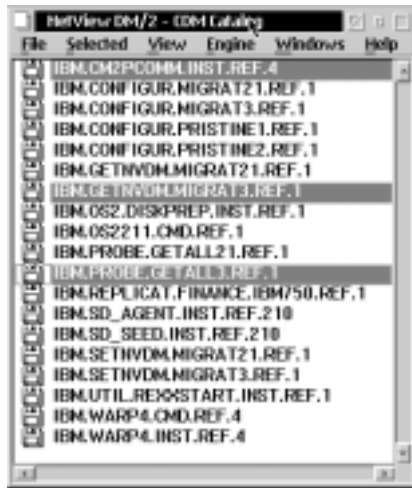 NetView DM/2 - CDM Catalog
File Selected View Engine Windows Help
IBM.CM2PCOMM.INST.REF.4
IBM.CONFIGUR.MIGRAT21.REF.1
IBM.CONFIGUR.MIGRAT3.REF.1
IBM.CONFIGUR.PRISTINE1.REF.1
IBM.CONFIGUR.PRISTINE2.REF.1
IBM.GETNVDM.MIGRAT21.REF.1
IBM.GETNVDM.MIGRAT3.REF.1
IBM.OS2.DISKPREP.INST.REF.1
IBM.OS2211.CMD.REF.1
IBM.PROBE.GETALL21.REF.1
IBM.PROBE.GETALL3.REF.1
IBM.REPLICAT.FINANCE.IBM750.REF.1
IBM.SD_AGENT.INST.REF.210
IBM.SD_SEED.INST.REF.210
IBM.SETNVDM.MIGRAT21.REF.1
IBM.SETNVDM.MIGRAT3.REF.1
IBM.UTIL.REXXSTART.INST.REF.1
IBM.WARP4.CMD.REF.4
IBM.WARP4.INST.REF.4